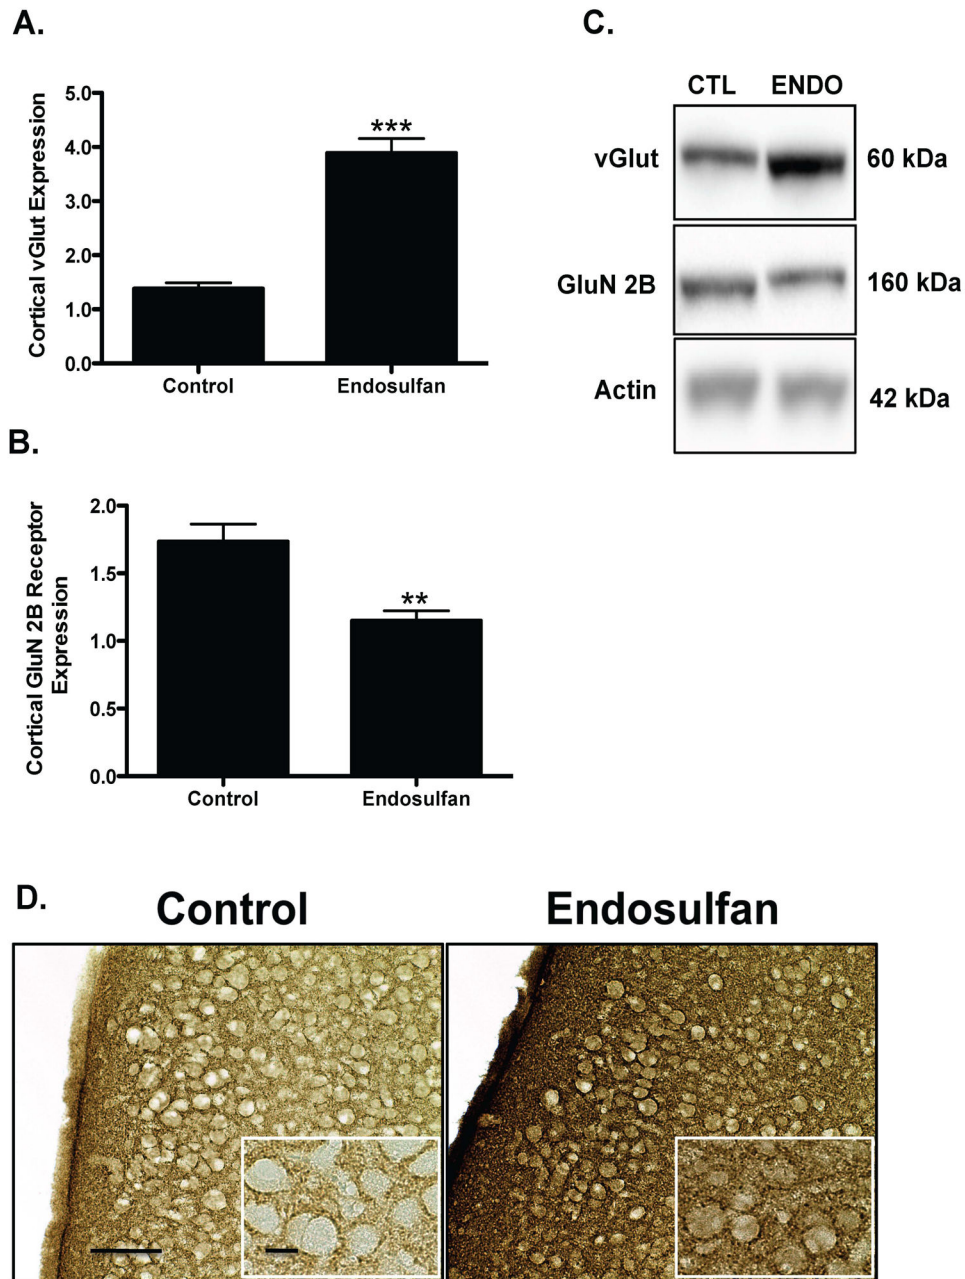 A.
Cortical vGlut Expression
5.0
4.0
3.0
2.0
1.0
0.0
***
Control
Endosulfan
B.
Cortical GluN 2B Receptor
Expression
2.0
1.5
1.0
0.5
0.0
**
Control
Endosulfan
C.
CTL ENDO
vGlut 60 kDa
GluN 2B 160 kDa
Actin 42 kDa
D.
Control Endosulfan